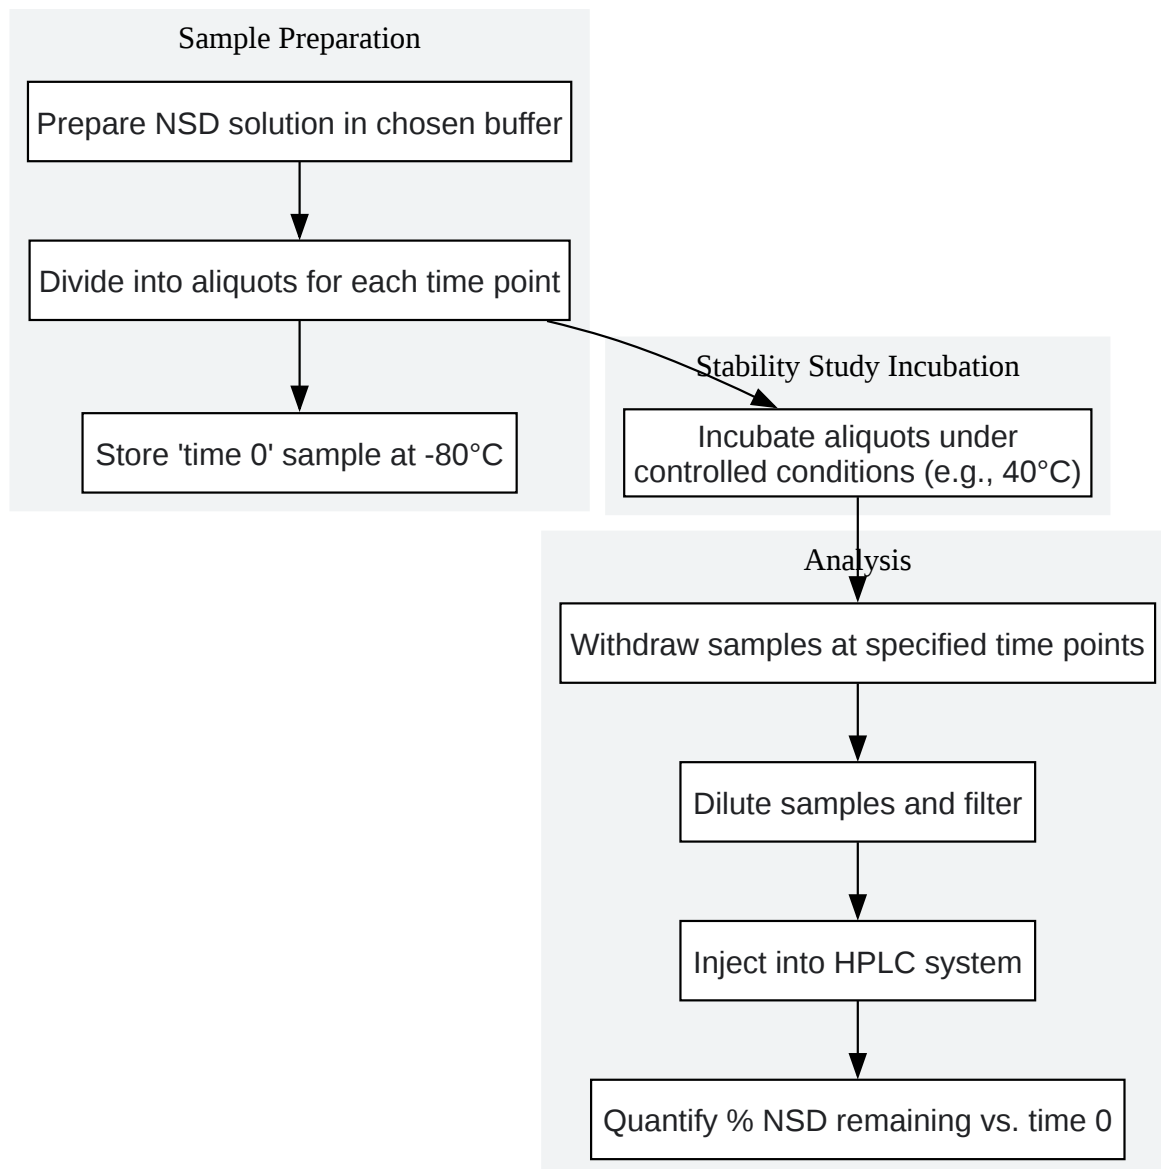 Sample Preparation
Prepare NSD solution in chosen buffer
Divide into aliquots for each time point
Store 'time 0' sample at -80°C
Stability Study Incubation
Incubate aliquots under
controlled conditions (e.g., 40°C)
Analysis
Withdraw samples at specified time points
Dilute samples and filter
Inject into HPLC system
Quantify % NSD remaining vs. time 0